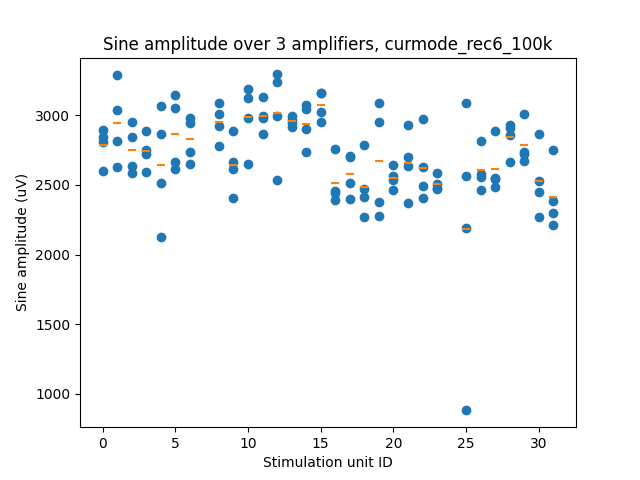 Sine amplitude over 3 amplifiers, curmode_rec6_100k
Sine amplitude (uV)
3000
2500
2000
1500
1000
0 5 10 15 20 25 30
Stimulation unit ID